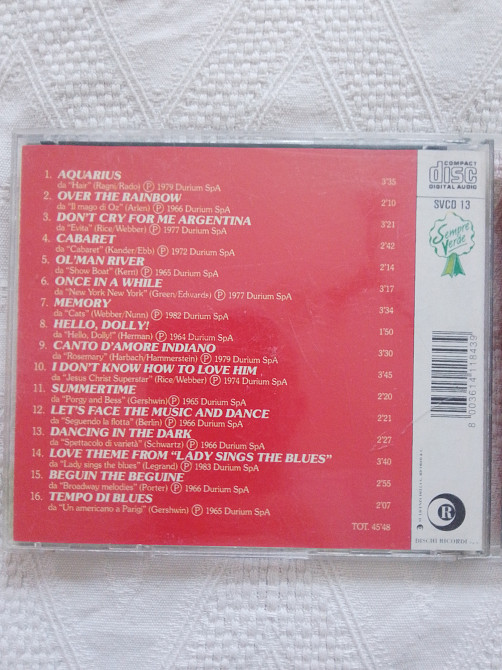 1. AQUARIUS
da "Hair" (Ragni/Rado) Ⓟ 1979 Durium SpA 3'35
2. OVER THE RAINBOW
da "Il mago di Oz" (Arlen) Ⓟ 1966 Durium SpA 2'10
3. DON'T CRY FOR ME ARGENTINA
da "Evita" (Rice/Webber) Ⓟ 1977 Durium SpA 3'21
4. CABARET
da "Cabaret" (Kander/Ebb) Ⓟ 1972 Durium SpA 2'42
5. OL'MAN RIVER
da "Show Boat" (Kern) Ⓟ 1965 Durium SpA 2'14
6. ONCE IN A WHILE
da "New York New York" (Green/Edwards) Ⓟ 1977 Durium SpA 3'17
7. MEMORY
da "Cats" (Webber/Nunn) Ⓟ 1982 Durium SpA 3'34
8. HELLO, DOLLY!
da "Hello, Dolly!" (Herman) Ⓟ 1964 Durium SpA 1'50
9. CANTO D'AMORE INDIANO
da "Rosemary" (Harbach/Hammerstein) Ⓟ 1979 Durium SpA 3'30
10. I DON'T KNOW HOW TO LOVE HIM
da "Jesus Christ Superstar" (Rice/Webber) Ⓟ 1974 Durium SpA 3'45
11. SUMMERTIME
da "Porgy and Bess" (Gershwin) Ⓟ 1965 Durium SpA 2'20
12. LET'S FACE THE MUSIC AND DANCE
da "Seguendo la flotta" (Berlin) Ⓟ 1966 Durium SpA 2'21
13. DANCING IN THE DARK
da "Spettacolo di varietà" (Schwartz) Ⓟ 1966 Durium SpA 2'27
14. LOVE THEME FROM "LADY SINGS THE BLUES"
da "Lady sings the blues" (Legrand) Ⓟ 1983 Durium SpA 3'40
15. BEGUIN THE BEGUINE
da "Broadway melodies" (Porter) Ⓟ 1966 Durium SpA 2'55
16. TEMPO DI BLUES
da "Un americano a Parigi" (Gershwin) Ⓟ 1965 Durium SpA 2'07
TOT. 45'48
COMPACT
disc
DIGITAL AUDIO
SVCD 13
Sempre
Verde
8 003614 118439
R
DISCHI RICORDI